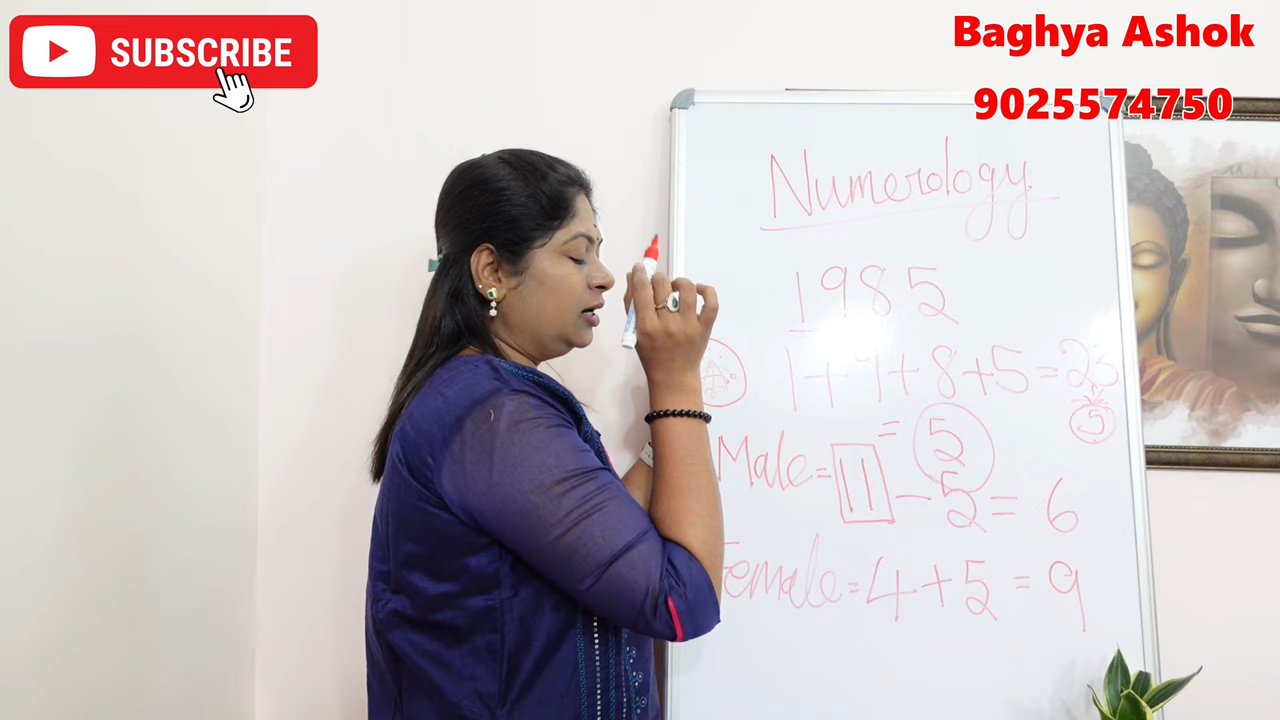 SUBSCRIBE
Baghya Ashok
9025574750
Numerology
1985
1+9+8+5=23
5
= 5
Male = 11 - 5 = 6
Female = 4+5 = 9